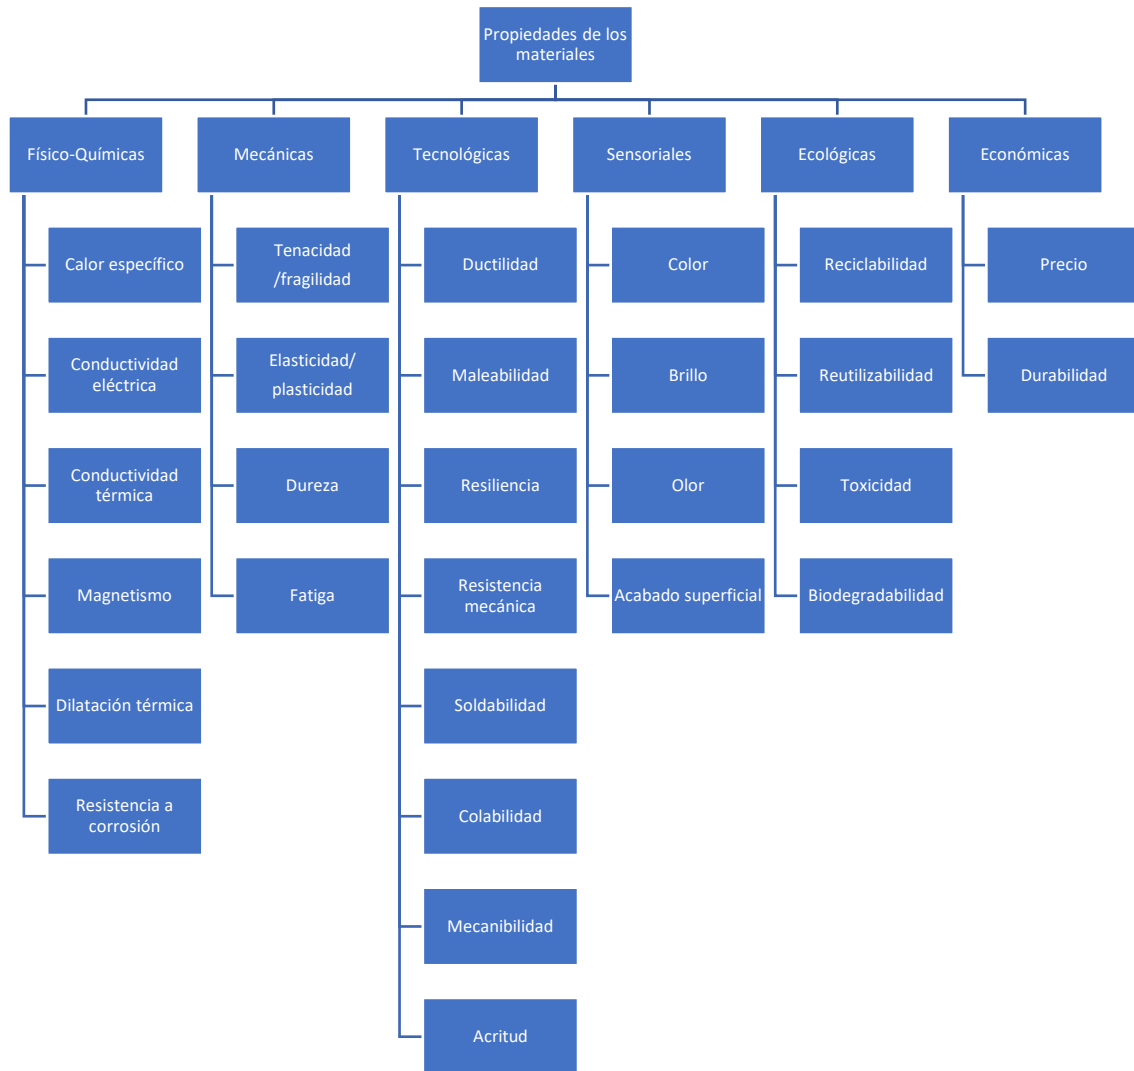 Propiedades de los
materiales
Físico-Químicas
Mecánicas
Tecnológicas
Sensoriales
Ecológicas
Económicas
Calor específico
Conductividad
eléctrica
Conductividad
térmica
Magnetismo
Dilatación térmica
Resistencia a
corrosión
Tenacidad
/fragilidad
Elasticidad/
plasticidad
Dureza
Fatiga
Ductilidad
Maleabilidad
Resiliencia
Resistencia
mecánica
Soldabilidad
Colabilidad
Mecanibilidad
Acritud
Color
Brillo
Olor
Acabado superficial
Reciclabilidad
Reutilizabilidad
Toxicidad
Biodegradabilidad
Precio
Durabilidad